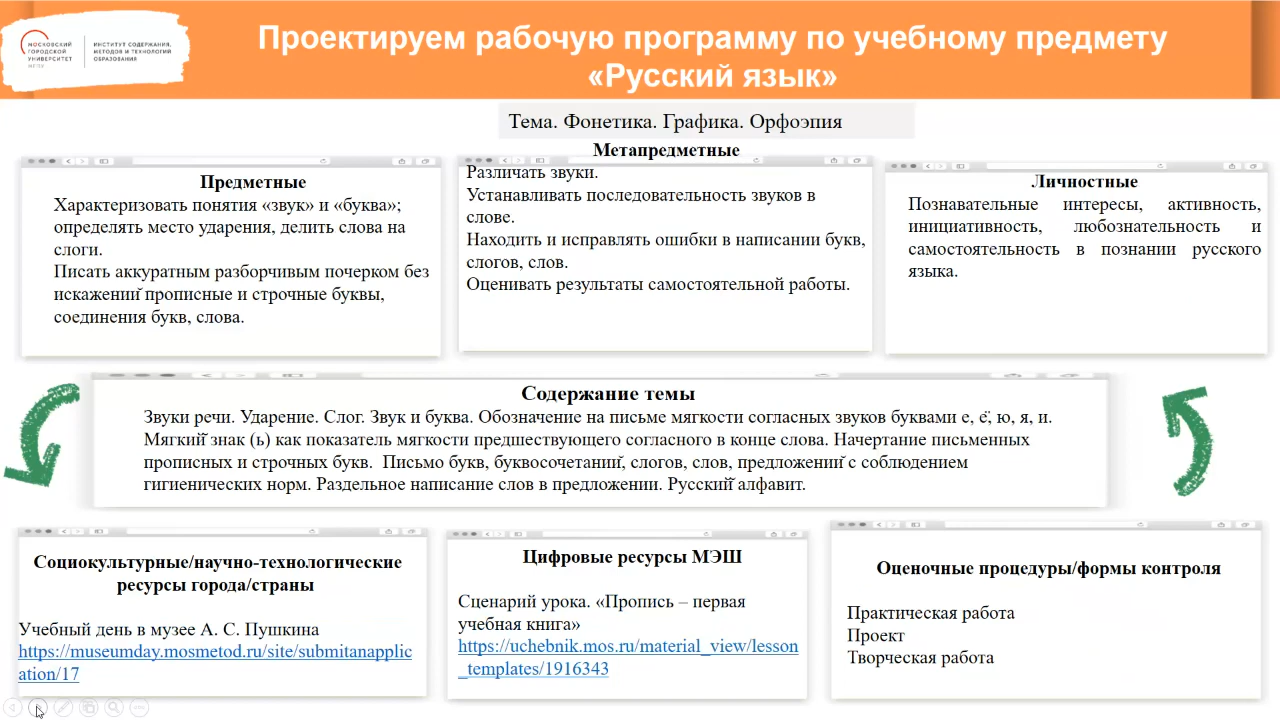 МОСКОВСКИЙ
ГОРОДСКОЙ
УНИВЕРСИТЕТ
МГПУ
ИНСТИТУТ СОДЕРЖАНИЯ,
МЕТОДОВ И ТЕХНОЛОГИЙ
ОБРАЗОВАНИЯ
Проектируем рабочую программу по учебному предмету
«Русский язык»
Тема. Фонетика. Графика. Орфоэпия
Предметные
Характеризовать понятия «звук» и «буква»;
определять место ударения, делить слова на
слоги.
Писать аккуратным разборчивым почерком без
искажений прописные и строчные буквы,
соединения букв, слова.
Метапредметные
Различать звуки.
Устанавливать последовательность звуков в
слове.
Находить и исправлять ошибки в написании букв,
слогов, слов.
Оценивать результаты самостоятельной работы.
Личностные
Познавательные интересы, активность,
инициативность, любознательность и
самостоятельность в познании русского
языка.
Содержание темы
Звуки речи. Ударение. Слог. Звук и буква. Обозначение на письме мягкости согласных звуков буквами е, ё, ю, я, и.
Мягкий знак (ь) как показатель мягкости предшествующего согласного в конце слова. Начертание письменных
прописных и строчных букв. Письмо букв, буквосочетаний, слогов, слов, предложений с соблюдением
гигиенических норм. Раздельное написание слов в предложении. Русский алфавит.
Социокультурные/научно-технологические
ресурсы города/страны
Учебный день в музее А. С. Пушкина
https://museumday.mosmetod.ru/site/submitanapplic
ation/17
Цифровые ресурсы МЭШ
Сценарий урока. «Пропись – первая
учебная книга»
https://uchebnik.mos.ru/material_view/lesson
_templates/1916343
Оценочные процедуры/формы контроля
Практическая работа
Проект
Творческая работа